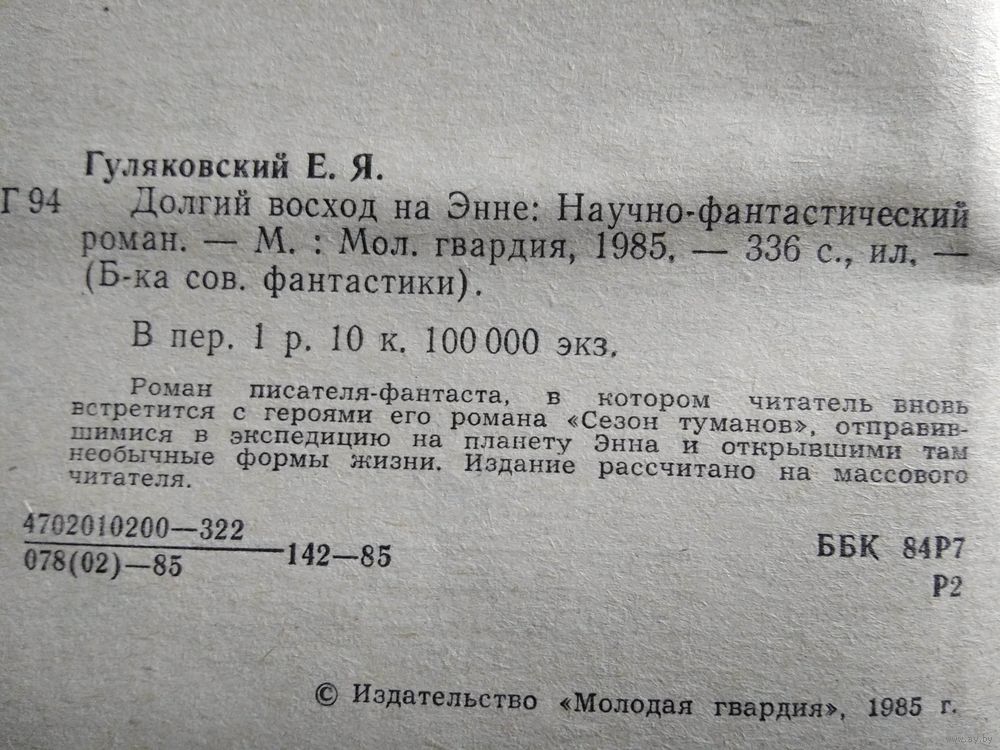 Гуляковский Е. Я.
Г 94 Долгий восход на Энне: Научно-фантастический
роман. — М. : Мол. гвардия, 1985. — 336 с., ил. —
(Б-ка сов. фантастики).
В пер. 1 р. 10 к. 100 000 экз.
Роман писателя-фантаста, в котором читатель вновь
встретится с героями его романа «Сезон туманов», отправив-
шимися в экспедицию на планету Энна и открывшими там
необычные формы жизни. Издание рассчитано на массового
читателя.
4702010200—322
078(02)—85
142—85
ББК 84Р7
Р2
© Издательство «Молодая гвардия», 1985 г.
www.ay.by